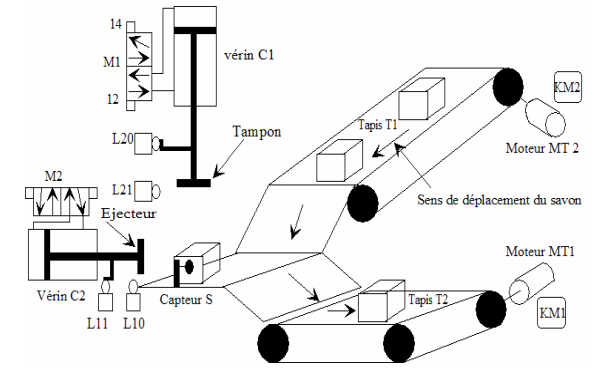 14
M1
12
vérin C1
KM2
L20
Tampon
Tapis T1
Moteur MT 2
M2
L21
Ejecteur
Sens de déplacement du savon
Moteur MT1
Vérin C2
Capteur S
Tapis T2
L11
L10
KM1